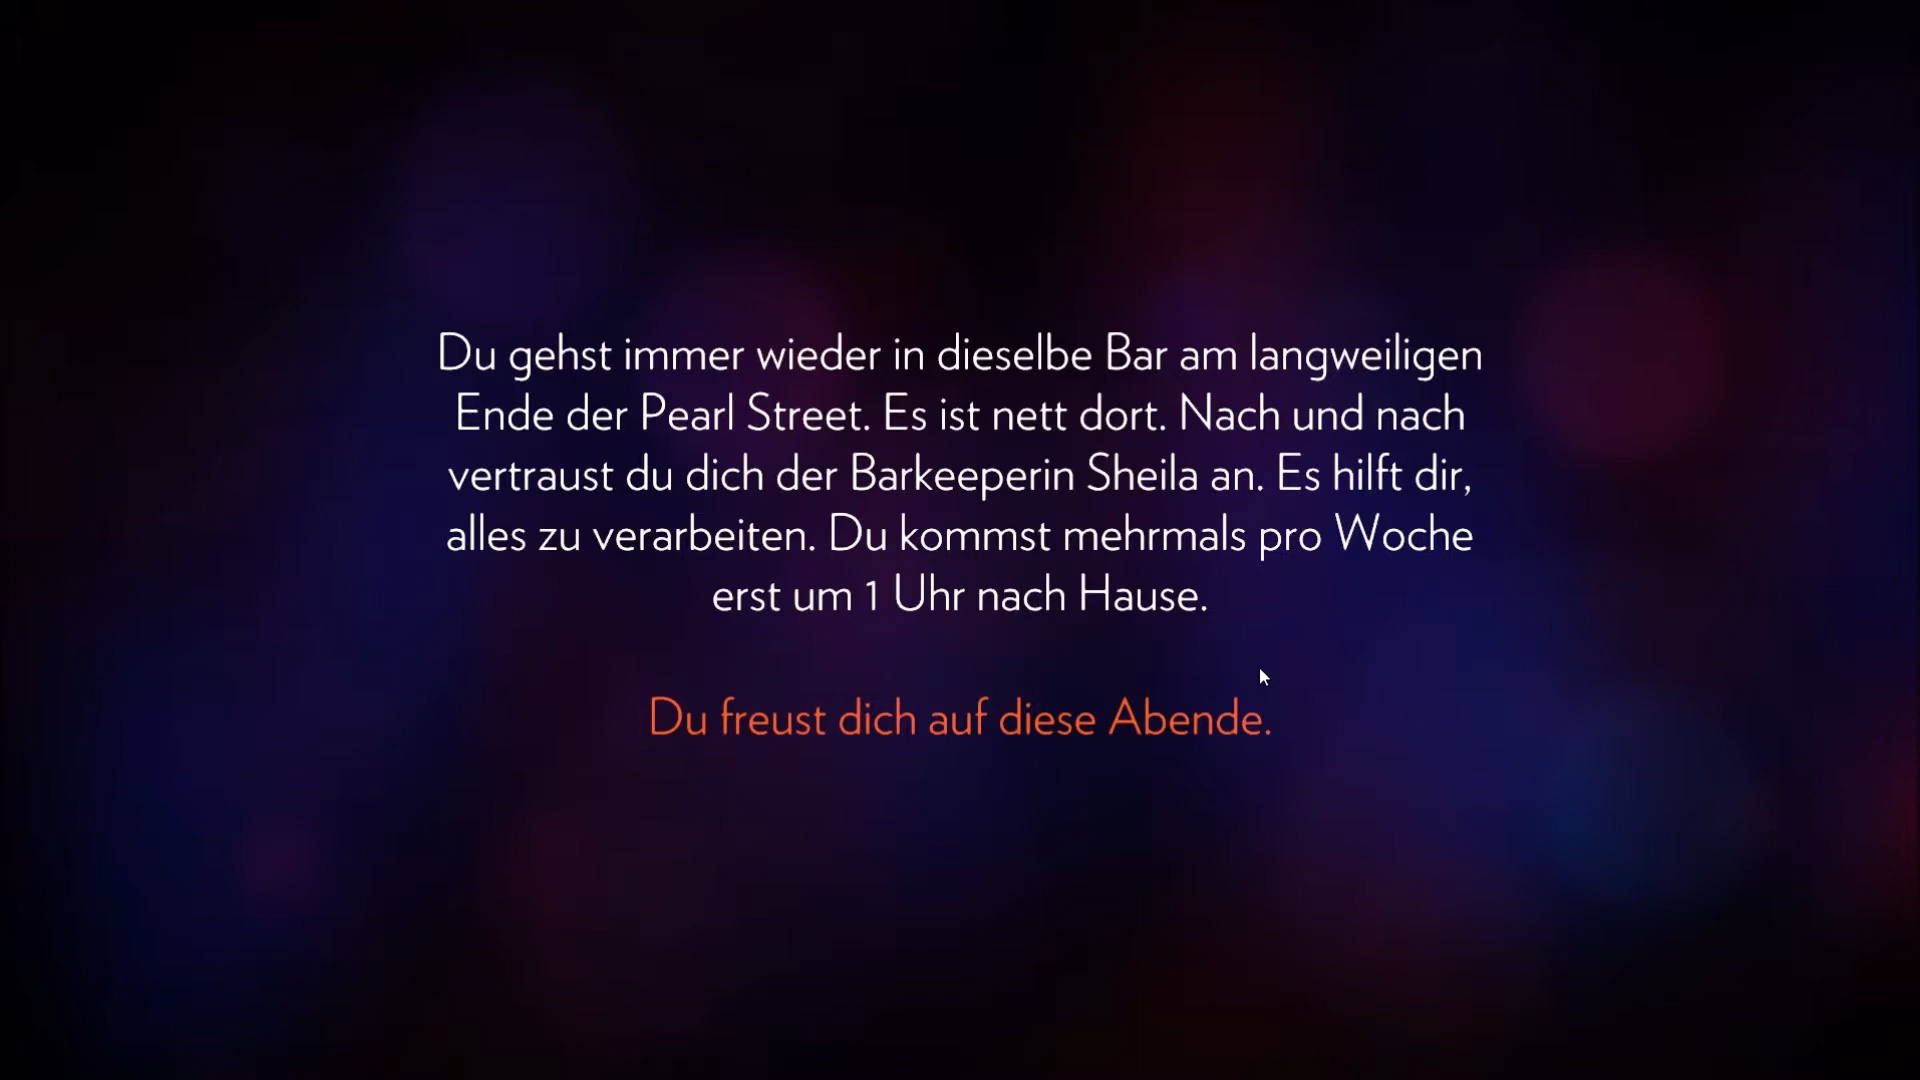 Du gehst immer wieder in dieselbe Bar am langweiligen
Ende der Pearl Street. Es ist nett dort. Nach und nach
vertraust du dich der Barkeeperin Sheila an. Es hilft dir,
alles zu verarbeiten. Du kommst mehrmals pro Woche
erst um 1 Uhr nach Hause.
Du freust dich auf diese Abende.